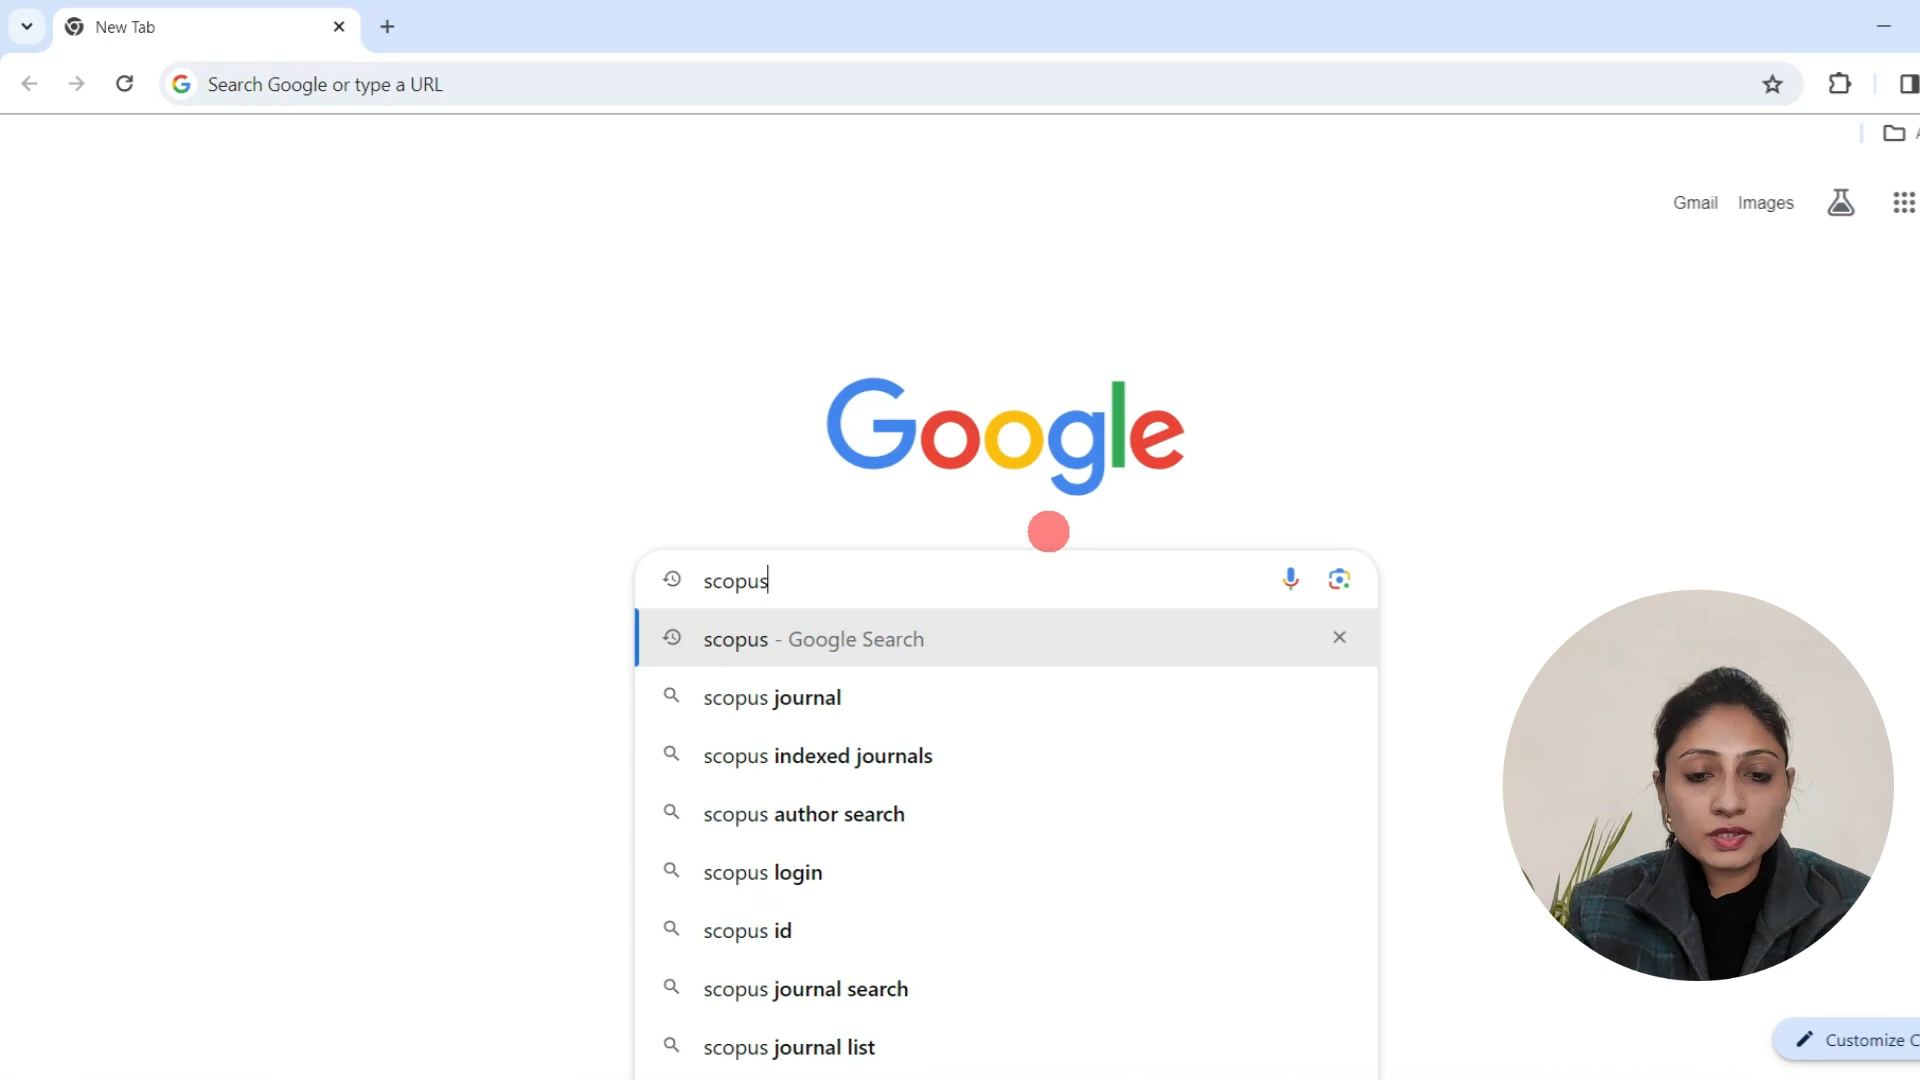 New Tab
Search Google or type a URL
Gmail Images
Google
scopus
scopus - Google Search
scopus journal
scopus indexed journals
scopus author search
scopus login
scopus id
scopus journal search
scopus journal list
Customize C